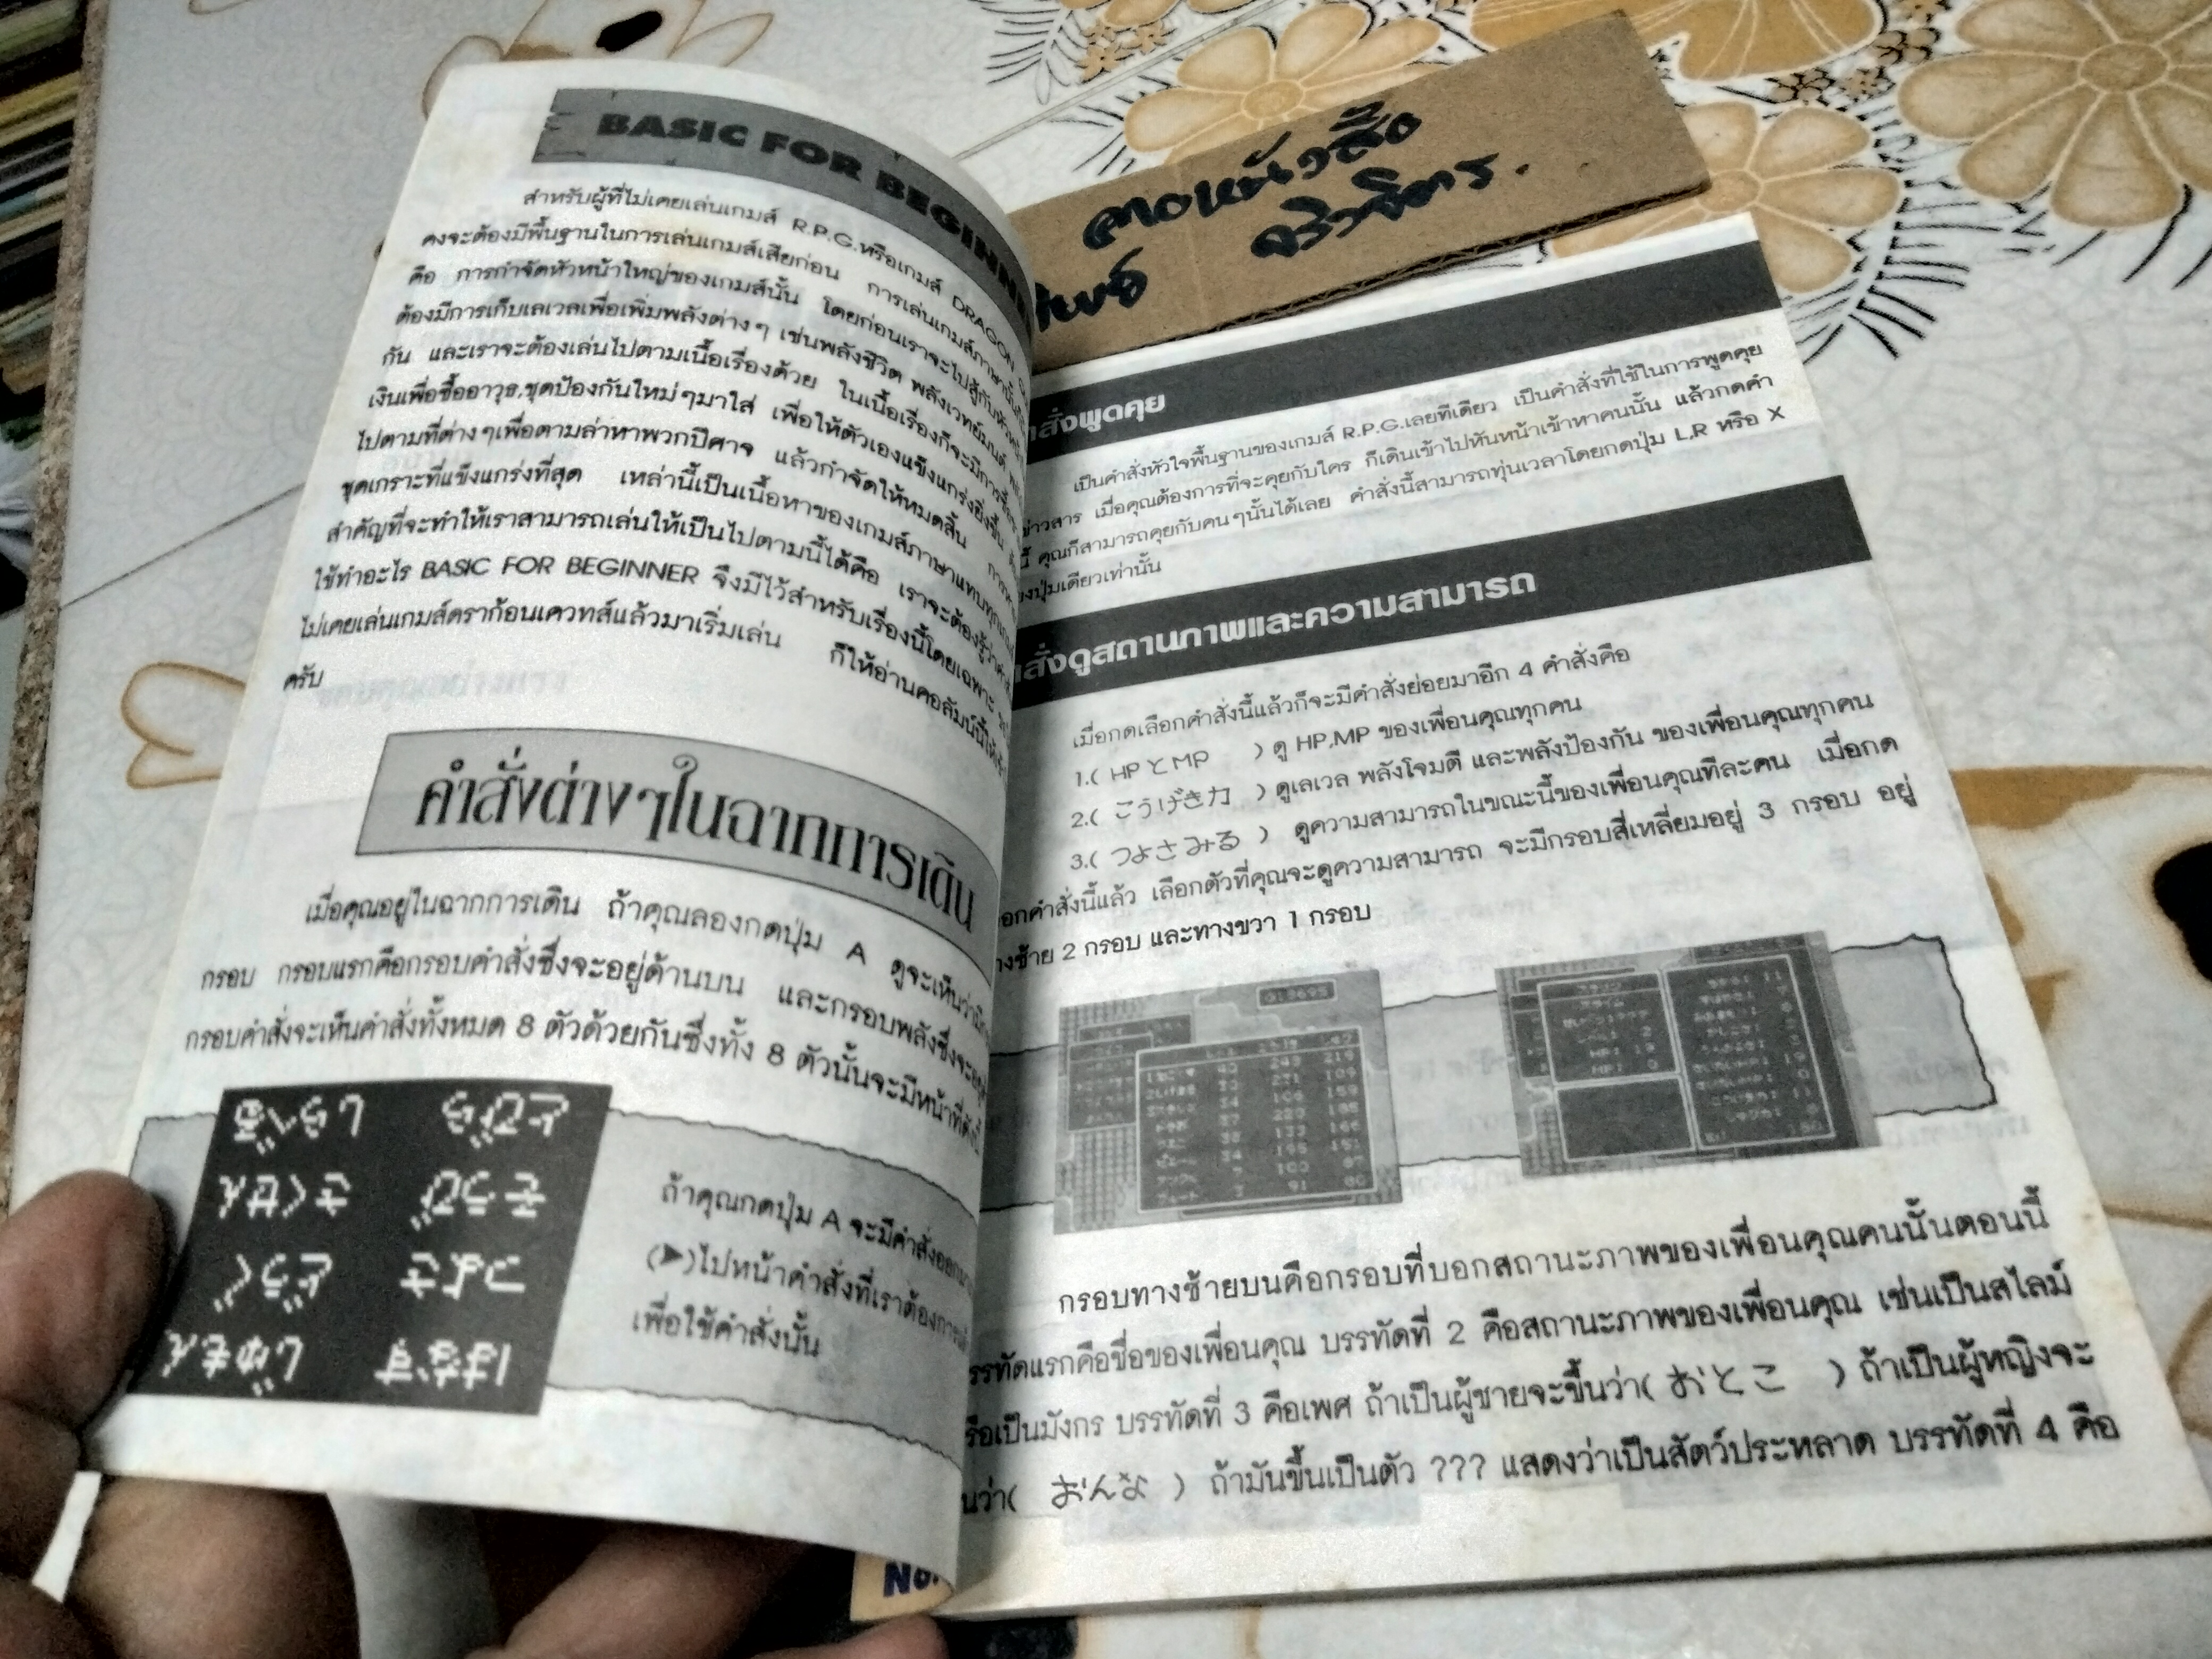 BASIC FOR BEGINN
สำหรับผู้ที่ไม่เคยเล่นเกมส์ R.P.G.หรือเกมส์ DRAGON
คงจะต้องมีพื้นฐานในการเล่นเกมส์เสียก่อน การเล่นเกมส์ภาษานั้น
คือ การกำจัดหัวหน้าใหญ่ของเกมส์นั้น โดยก่อนเราจะไปสู้กับหัวหน้า
ต้องมีการเก็บเลเวลเพื่อเพิ่มพลังต่างๆ เช่นพลังชีวิต พลังเวทย์มนต์
กัน และเราจะต้องเล่นไปตามเนื้อเรื่องด้วย ในเนื้อเรื่องก็จะมีการซื้อ
เงินเพื่อซื้ออาวุธ,ชุดป้องกันใหม่ๆมาใส่ เพื่อให้ตัวเองแข็งแกร่งยิ่งขึ้น
ไปตามที่ต่างๆเพื่อตามล่าหาพวกปีศาจ แล้วกำจัดให้หมดสิ้น
ชุดเกราะที่แข็งแกร่งที่สุด เหล่านี้เป็นเนื้อหาของเกมส์ภาษาแทบทุกเกมส์
สำคัญที่จะทำให้เราสามารถเล่นให้เป็นไปตามนี้ได้คือ เราจะต้องรู้ว่า
ใช้ทำอะไร BASIC FOR BEGINNER จึงมีไว้สำหรับเรื่องนี้โดยเฉพาะ
ไม่เคยเล่นเกมส์ดราก้อนเควทส์แล้วมาเริ่มเล่น ก็ให้อ่านคอลัมน์นี้
ครับ
คำสั่งต่างๆในฉากการเดิน
เมื่อคุณอยู่ในฉากการเดิน ถ้าคุณลองกดปุ่ม A ดูจะเห็นว่ามี
กรอบ กรอบแรกคือกรอบคำสั่งซึ่งจะอยู่ด้านบน และกรอบพลังซึ่งจะ
กรอบคำสั่งจะเห็นคำสั่งทั้งหมด 8 ตัวด้วยกันซึ่งทั้ง 8 ตัวนั้นจะมีหน้าที่ดังนี้
ถ้าคุณกดปุ่ม A จะมีคำสั่งออกมา
(►)ไปหน้าคำสั่งที่เราต้องการ
เพื่อใช้คำสั่งนั้น
สั่งพูดคุย
เป็นคำสั่งหัวใจพื้นฐานของเกมส์ R.P.G.เลยทีเดียว เป็นคำสั่งที่ใช้ในการพูดคุย
ข่าวสาร เมื่อคุณต้องการที่จะคุยกับใคร ก็เดินเข้าไปหันหน้าเข้าหาคนนั้น แล้วกดคำ
นี้ คุณก็สามารถคุยกับคนๆนั้นได้เลย คำสั่งนี้สามารถทุ่นเวลาโดยกดปุ่ม L,R หรือ X
งปุ่มเดียวเท่านั้น
สั่งดูสถานภาพและความสามารถ
เมื่อกดเลือกคำสั่งนี้แล้วก็จะมีคำสั่งย่อยมาอีก 4 คำสั่งคือ
1.( HPとMP ) ดู HP,MP ของเพื่อนคุณทุกคน
2.( こうげき力 ) ดูเลเวล พลังโจมตี และพลังป้องกัน ของเพื่อนคุณทุกคน
3.( つよさみる ) ดูความสามารถในขณะนี้ของเพื่อนคุณทีละคน เมื่อกด
อกคำสั่งนี้แล้ว เลือกตัวที่คุณจะดูความสามารถ จะมีกรอบสี่เหลี่ยมอยู่ 3 กรอบ อยู่
างซ้าย 2 กรอบ และทางขวา 1 กรอบ
กรอบทางซ้ายบนคือกรอบที่บอกสถานะภาพของเพื่อนคุณคนนั้นตอนนี้
รรทัดแรกคือชื่อของเพื่อนคุณ บรรทัดที่ 2 คือสถานะภาพของเพื่อนคุณ เช่นเป็นสไลม์
รือเป็นมังกร บรรทัดที่ 3 คือเพศ ถ้าเป็นผู้ชายจะขึ้นว่า( おとこ ) ถ้าเป็นผู้หญิงจะ
นว่า( おんな ) ถ้ามันขึ้นเป็นตัว ??? แสดงว่าเป็นสัตว์ประหลาด บรรทัดที่ 4 คือ